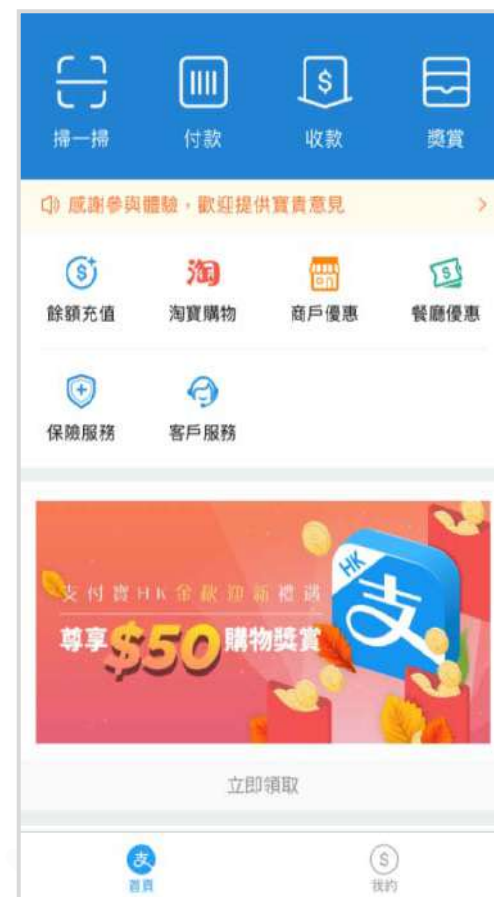 掃一掃 付款 收款 獎賞
感謝參與體驗，歡迎提供寶貴意見
餘額充值 淘寶購物 商戶優惠 餐廳優惠
保險服務 客戶服務
支付寶HK金秋迎新禮遇
尊享$50購物獎賞
HK
支
立即領取
首頁 我的